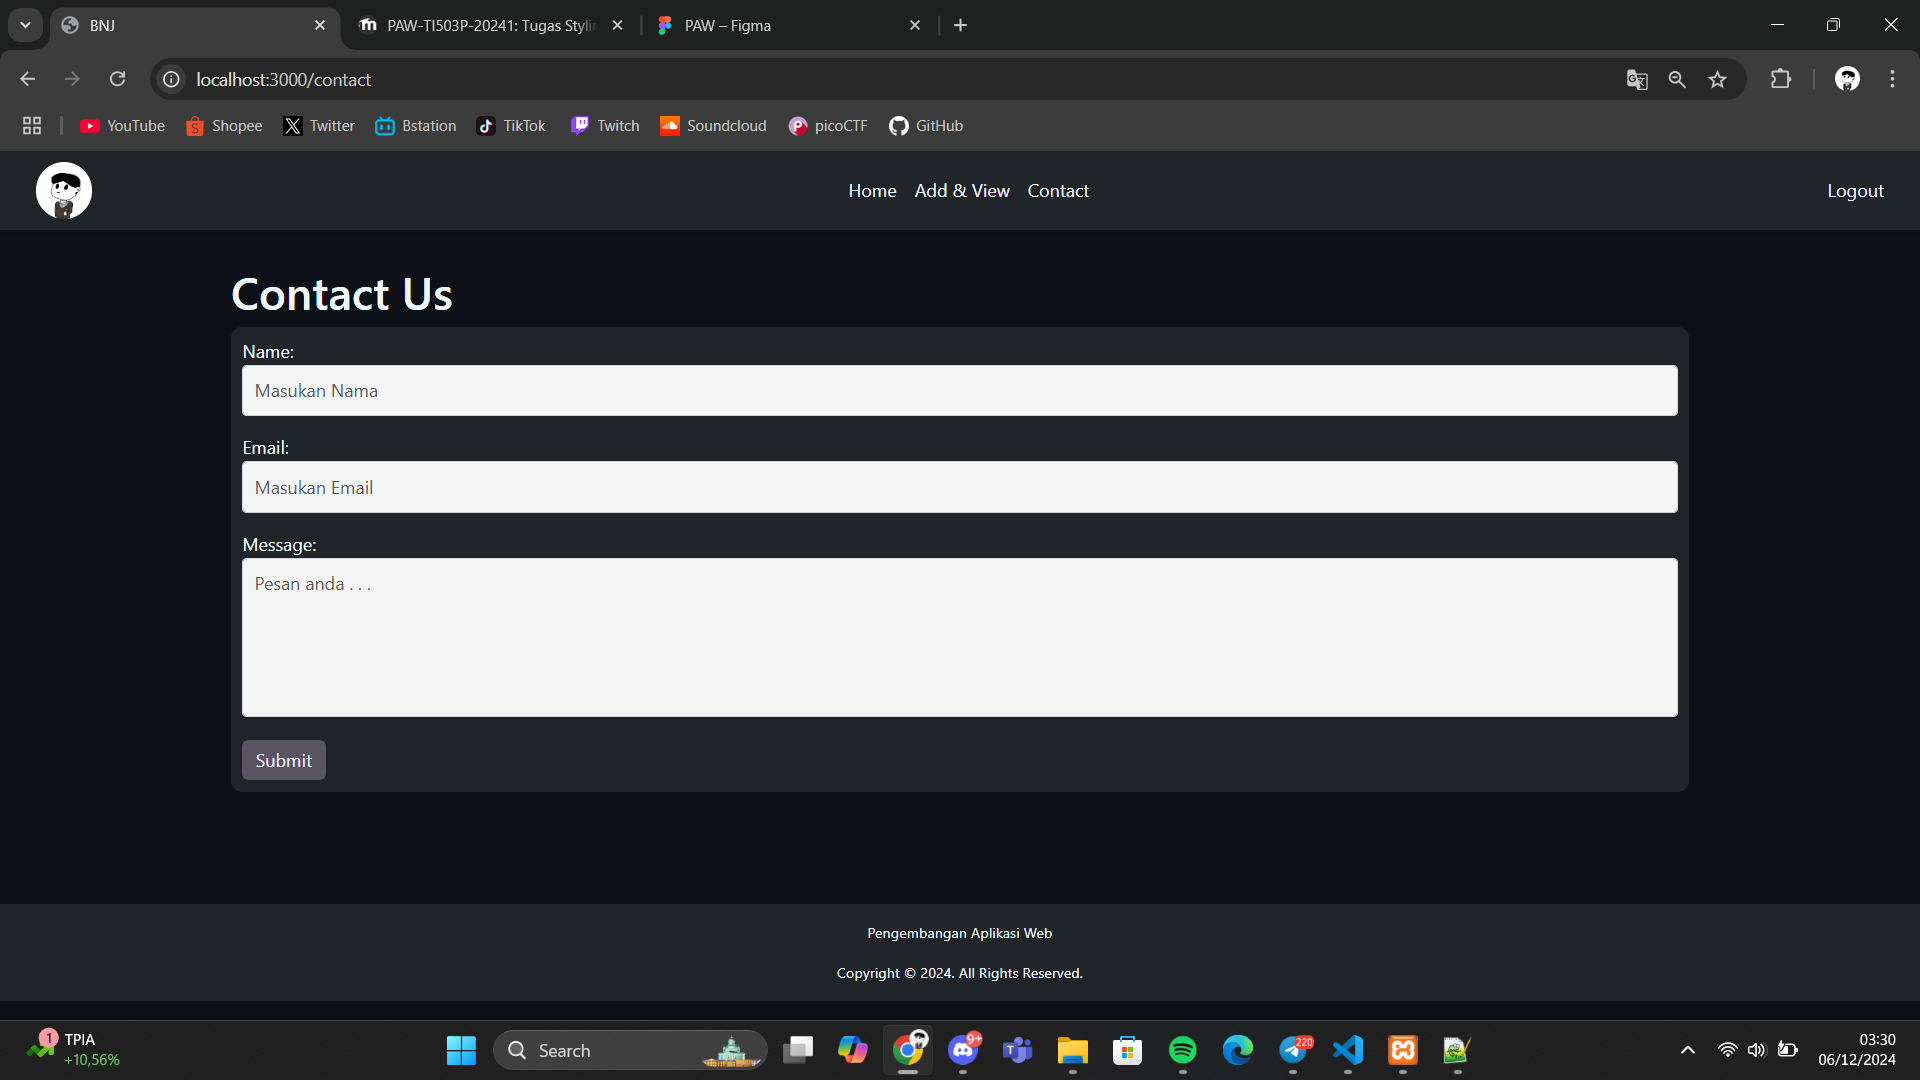 BNJ
PAW-TI503P-20241: Tugas Styli
PAW – Figma
localhost:3000/contact
YouTube
Shopee
Twitter
Bstation
TikTok
Twitch
Soundcloud
picoCTF
GitHub
Home
Add & View
Contact
Logout
Contact Us
Name:
Masukan Nama
Email:
Masukan Email
Message:
Pesan anda . . .
Submit
Pengembangan Aplikasi Web
Copyright © 2024. All Rights Reserved.
1
TPIA
+10,56%
Search
9+
220
03:30
06/12/2024